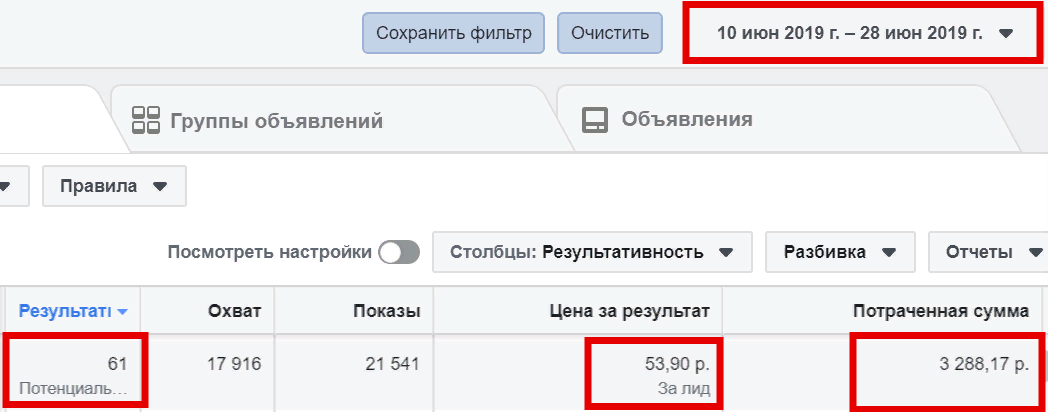 Сохранить фильтр Очистить 10 июн 2019 г. – 28 июн 2019 г.
Группы объявлений Объявления
Правила
Посмотреть настройки Столбцы: Результативность Разбивка Отчеты
Результаты Охват Показы Цена за результат Потраченная сумма
61 17 916 21 541 53,90 р. 3 288,17 р.
Потенциаль... За лид